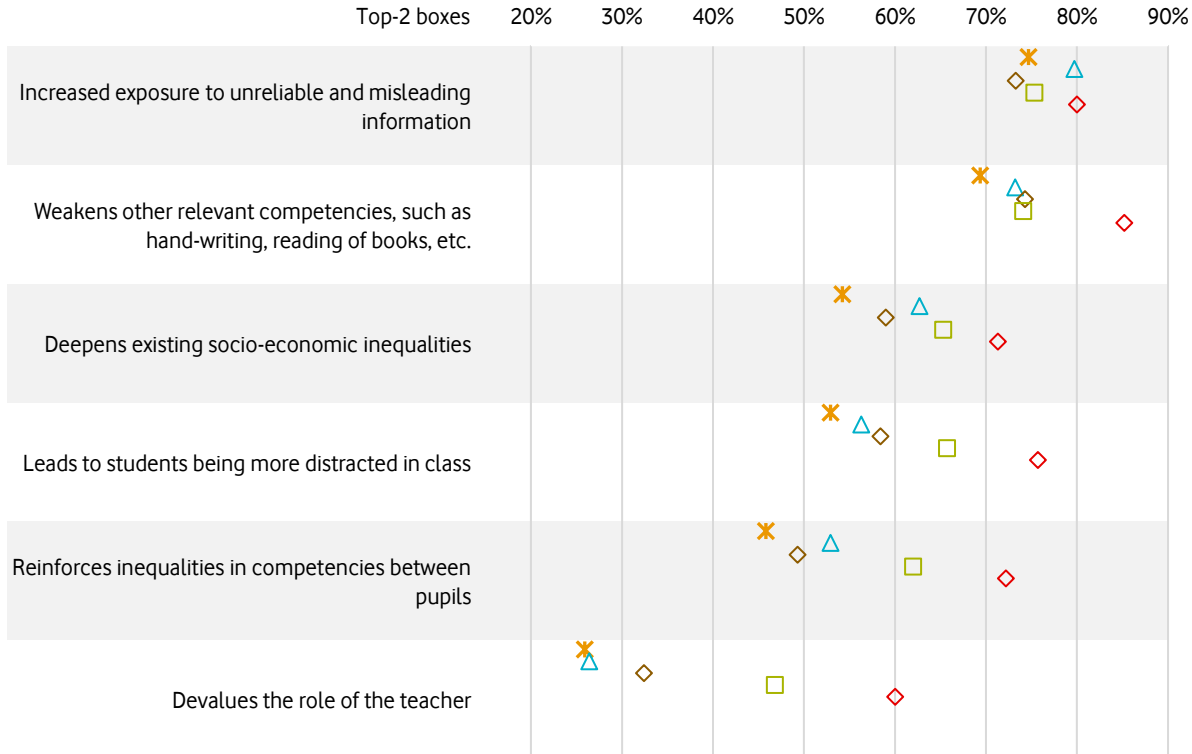 Top-2 boxes 20% 30% 40% 50% 60% 70% 80% 90%
Increased exposure to unreliable and misleading
information
Weakens other relevant competencies, such as
hand-writing, reading of books, etc.
Deepens existing socio-economic inequalities
Leads to students being more distracted in class
Reinforces inequalities in competencies between
pupils
Devalues the role of the teacher